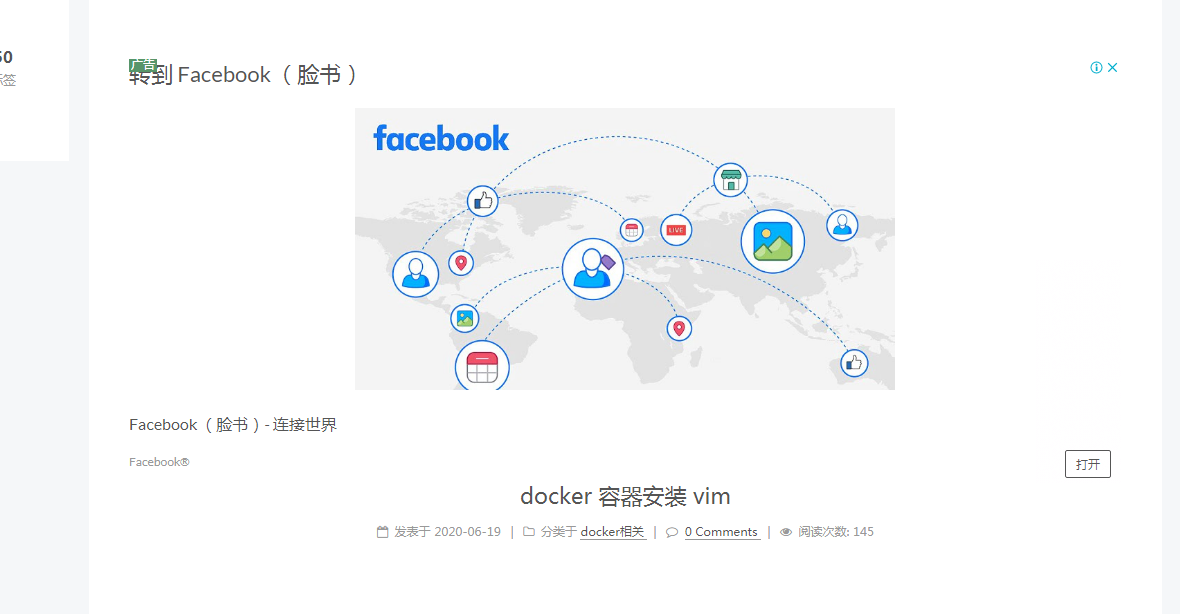 50
标签
广告
转到 Facebook（脸书）
facebook
LIVE
Facebook（脸书）- 连接世界
Facebook®
打开
docker 容器安装 vim
发表于 2020-06-19 | 分类于 docker相关 | 0 Comments | 阅读次数: 145